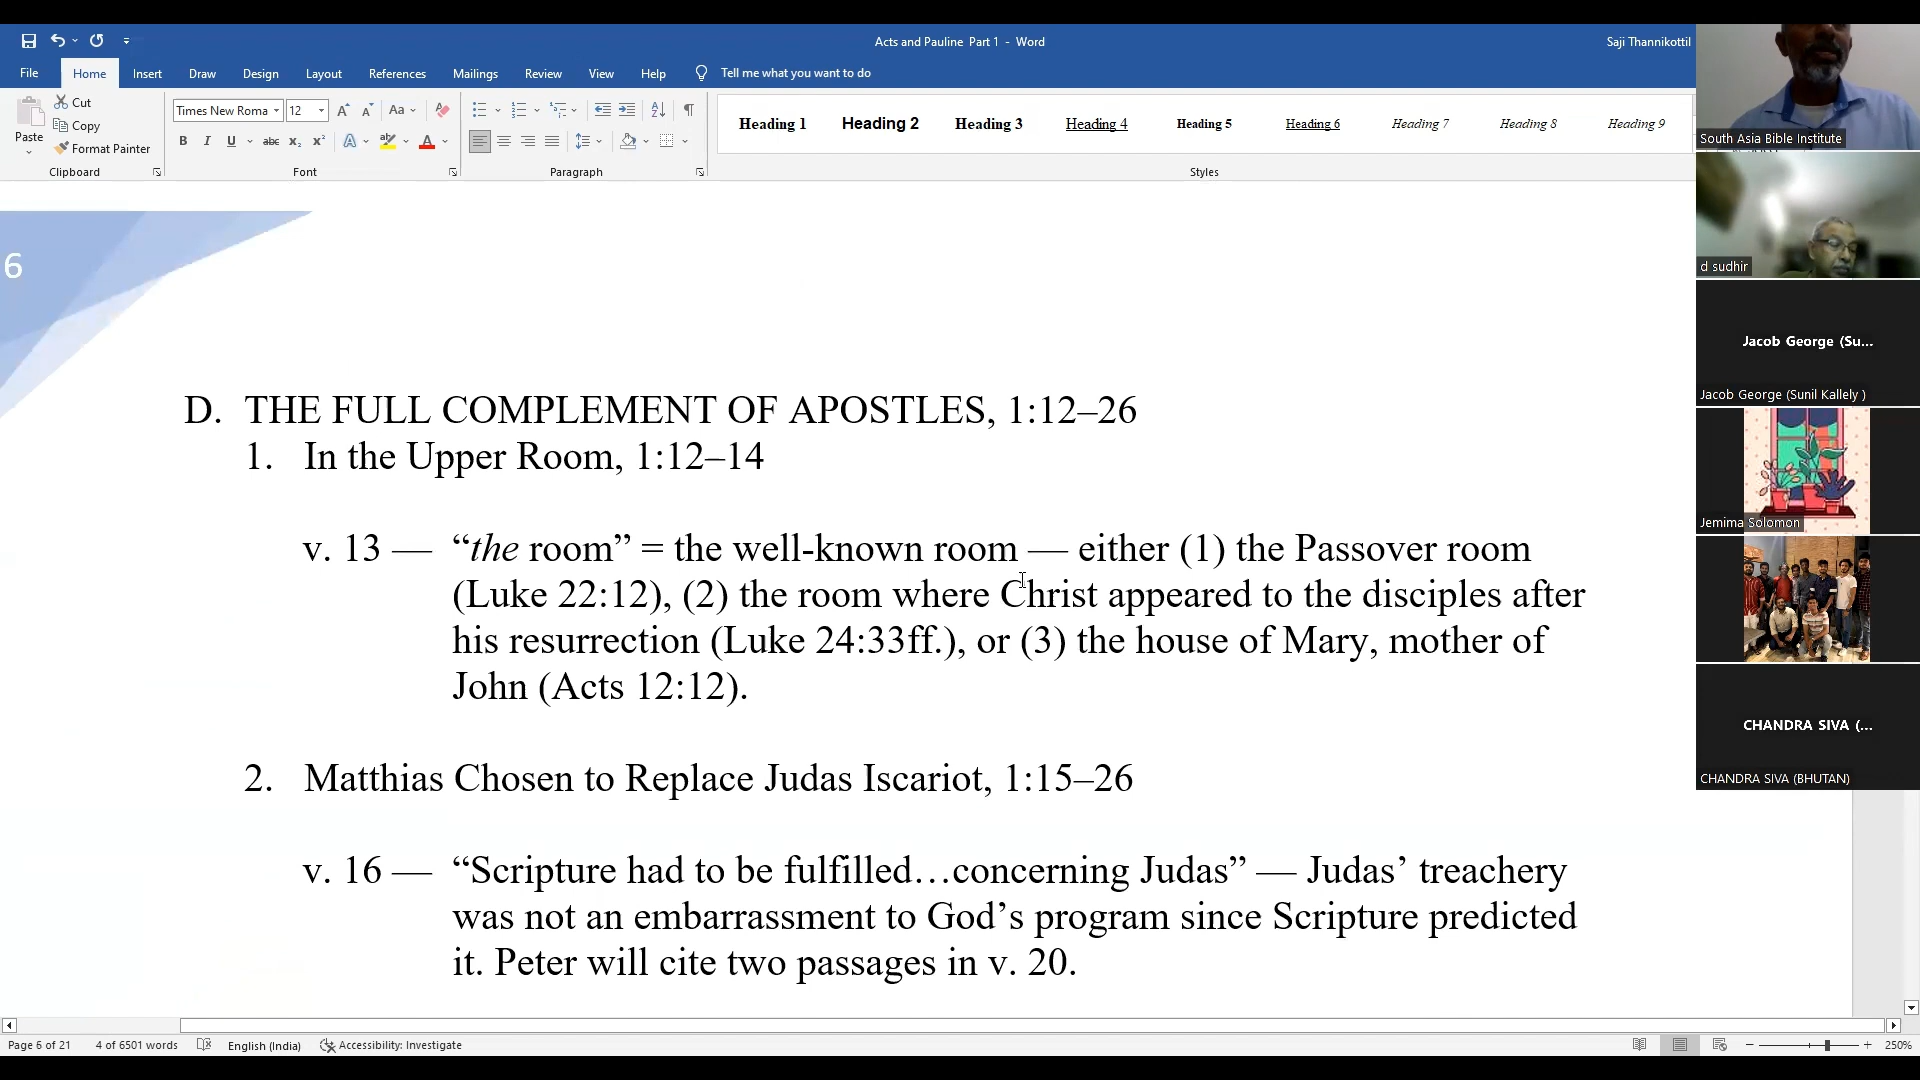 Acts and Pauline Part 1 - Word
Saji Thannikottil
File Home Insert Draw Design Layout References Mailings Review View Help Tell me what you want to do
Paste
Cut
Copy
Format Painter
Clipboard
Times New Roma 12
Font
Paragraph
Heading 1 Heading 2 Heading 3 Heading 4 Heading 5 Heading 6 Heading 7 Heading 8 Heading 9
Styles
6
D. THE FULL COMPLEMENT OF APOSTLES, 1:12–26
1. In the Upper Room, 1:12–14
v. 13 — “the room” = the well-known room — either (1) the Passover room
(Luke 22:12), (2) the room where Christ appeared to the disciples after
his resurrection (Luke 24:33ff.), or (3) the house of Mary, mother of
John (Acts 12:12).
2. Matthias Chosen to Replace Judas Iscariot, 1:15–26
v. 16 — “Scripture had to be fulfilled…concerning Judas” — Judas’ treachery
was not an embarrassment to God’s program since Scripture predicted
it. Peter will cite two passages in v. 20.
South Asia Bible Institute
d sudhir
Jacob George (Su...
Jacob George (Sunil Kallely )
Jemima Solomon
CHANDRA SIVA (...
CHANDRA SIVA (BHUTAN)
Page 6 of 21 4 of 6501 words English (India) Accessibility: Investigate 250%